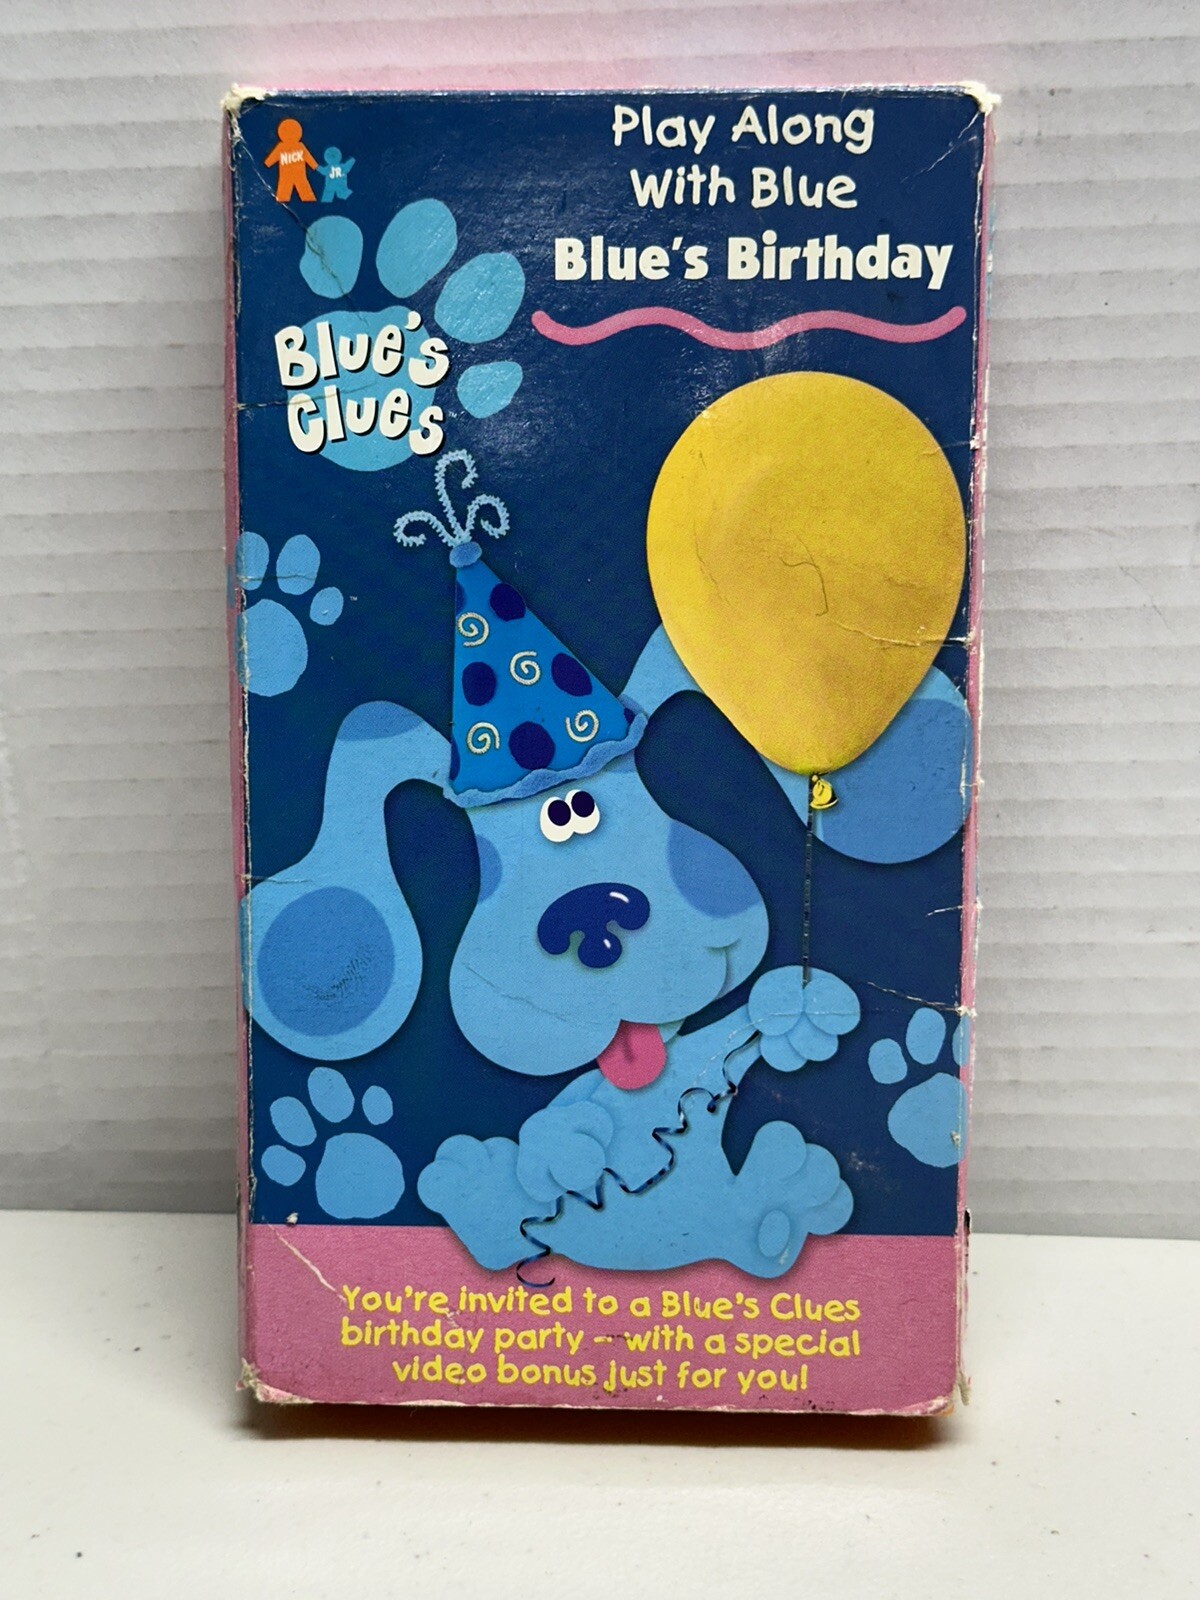 NICK
JR.
Play Along
With Blue
Blue's Birthday
Blue's
Clues
™
You're invited to a Blue's Clues
birthday party – with a special
video bonus just for you!